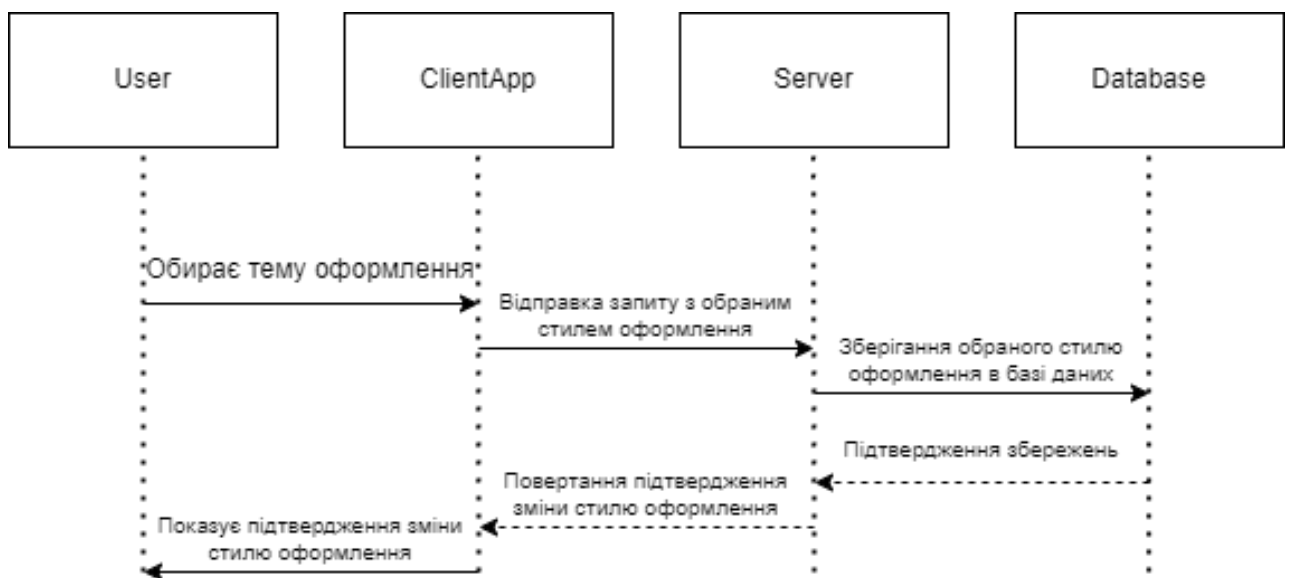 User
ClientApp
Server
Database
Обирає тему оформлення
Відправка запиту з обраним
стилем оформлення
Зберігання обраного стилю
оформлення в базі даних
Підтвердження збережень
Повертання підтвердження
зміни стилю оформлення
Показує підтвердження зміни
стилю оформлення